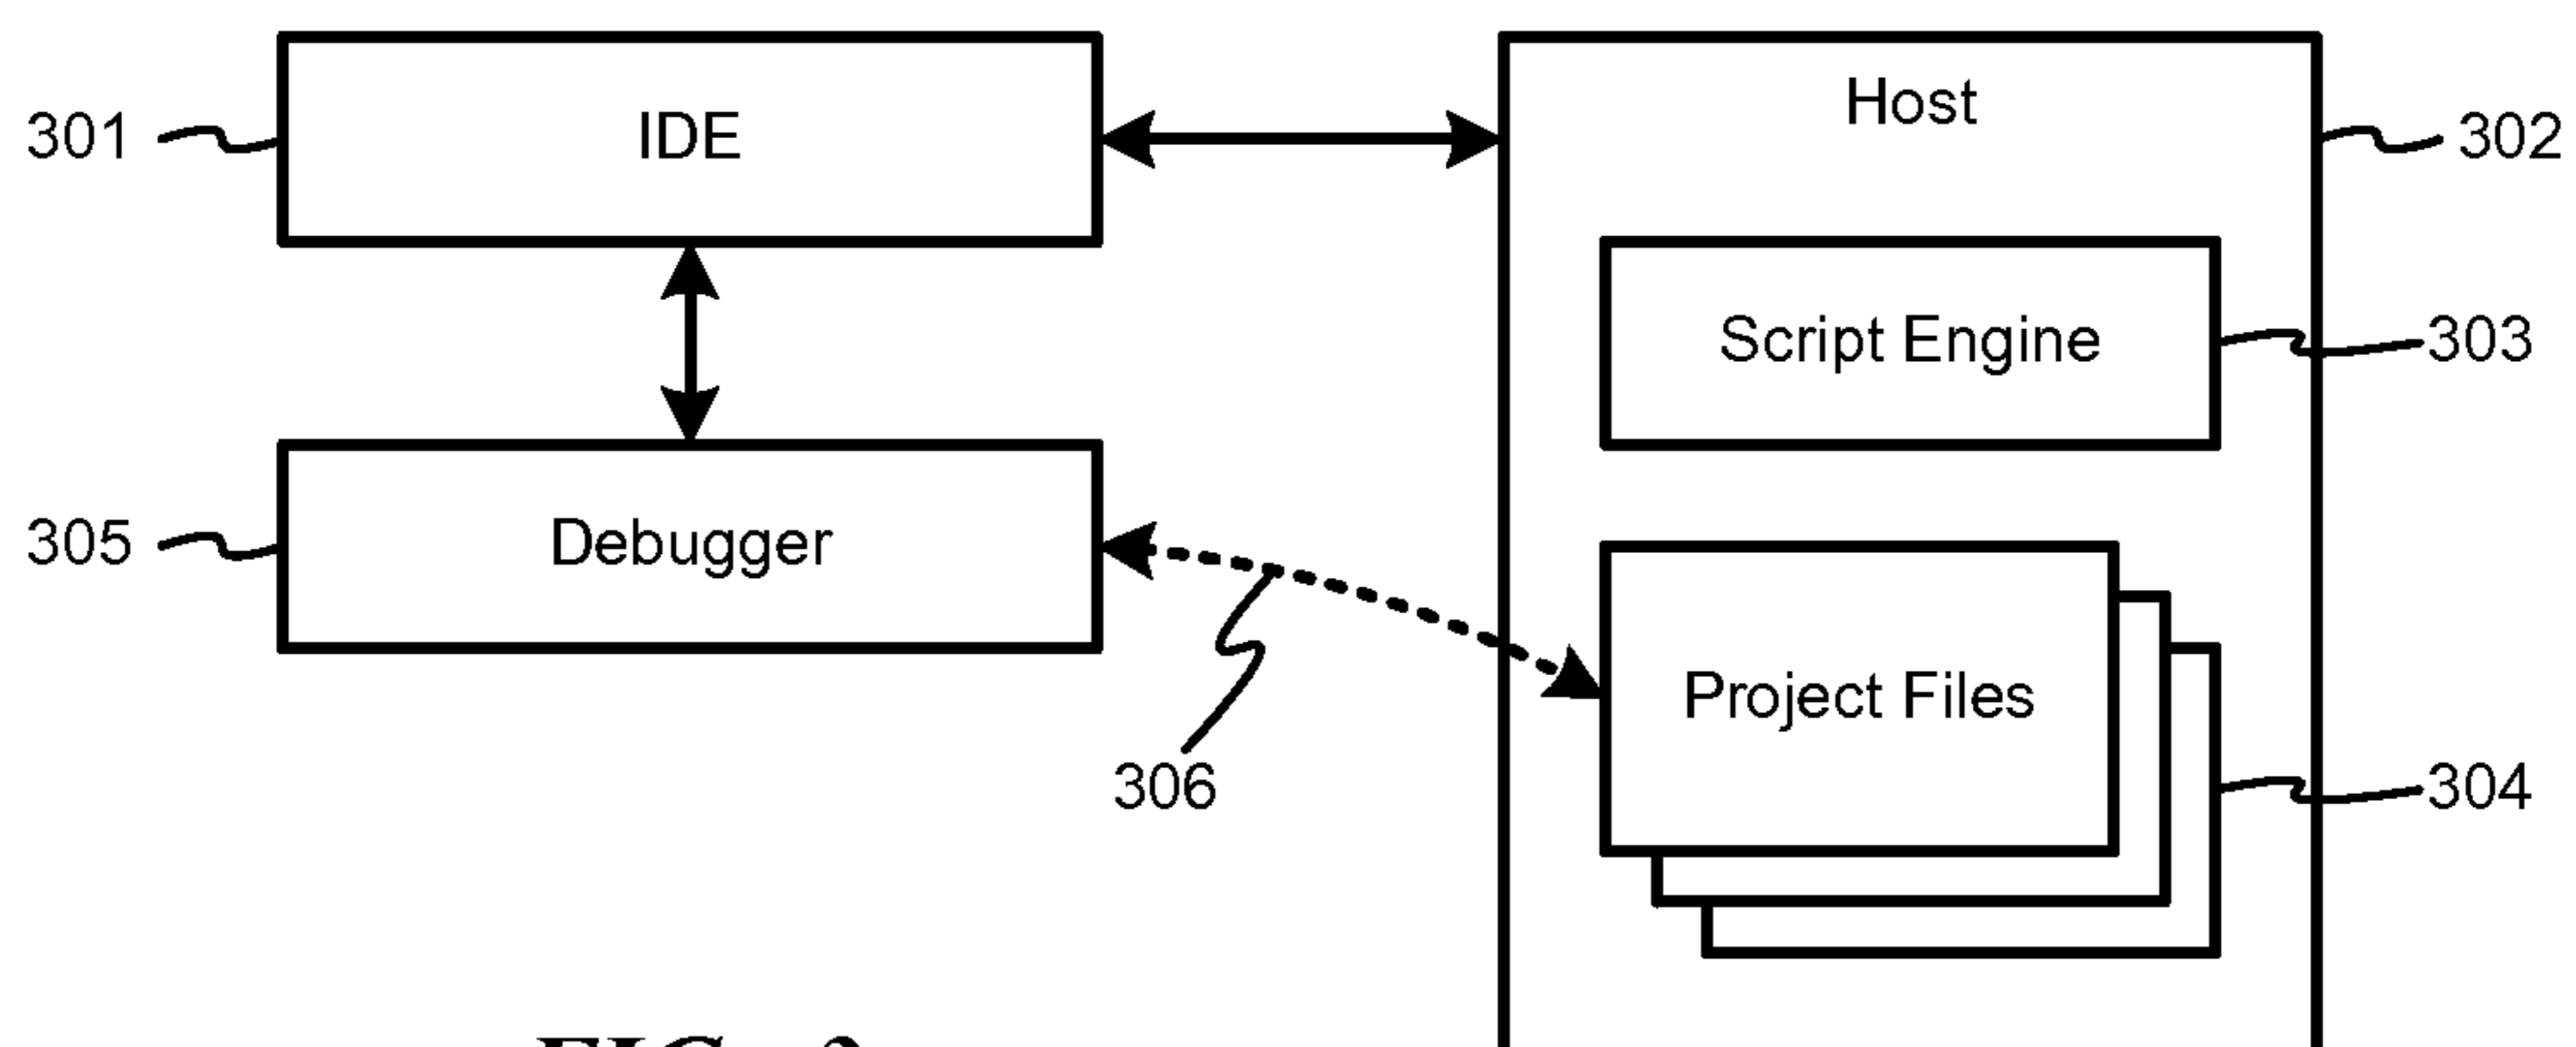 Host
301
IDE
302
Script Engine
303
305
Debugger
Project Files
306
304